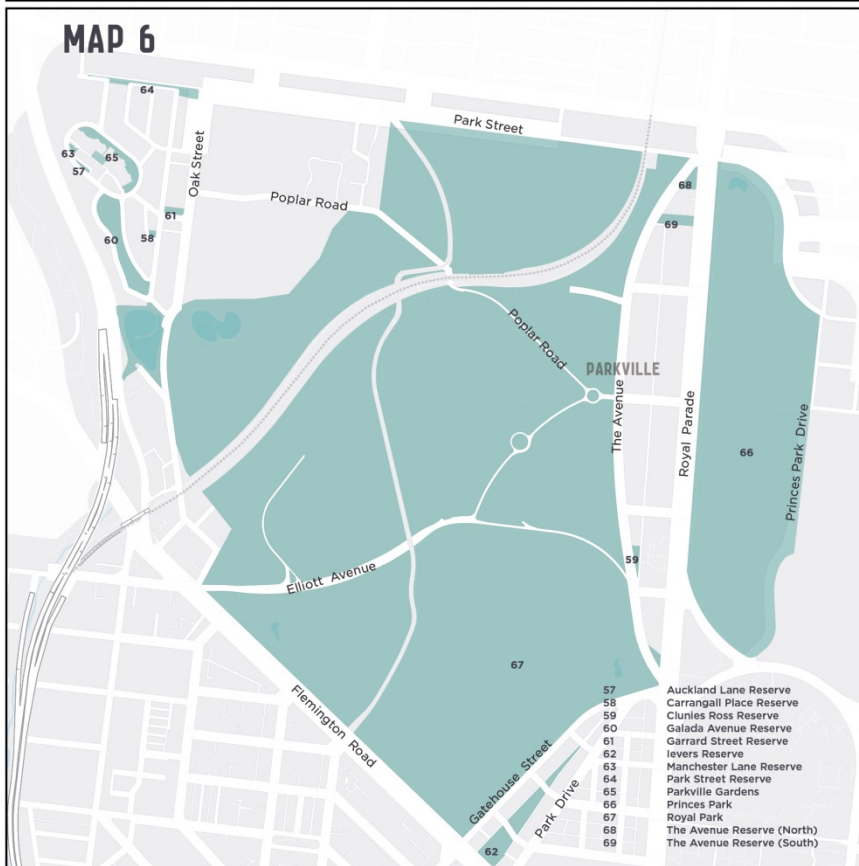 MAP 6
64
Park Street
Oak Street
63
65
57
68
Poplar Road
61
69
58
60
Poplar Road
PARKVILLE
The Avenue
Royal Parade
66
Princes Park Drive
59
Elliott Avenue
67
Flemington Road
Gatehouse Street
Park Drive
62
57 Auckland Lane Reserve
58 Carrangall Place Reserve
59 Clunies Ross Reserve
60 Galada Avenue Reserve
61 Garrard Street Reserve
62 Ievers Reserve
63 Manchester Lane Reserve
64 Park Street Reserve
65 Parkville Gardens
66 Princes Park
67 Royal Park
68 The Avenue Reserve (North)
69 The Avenue Reserve (South)